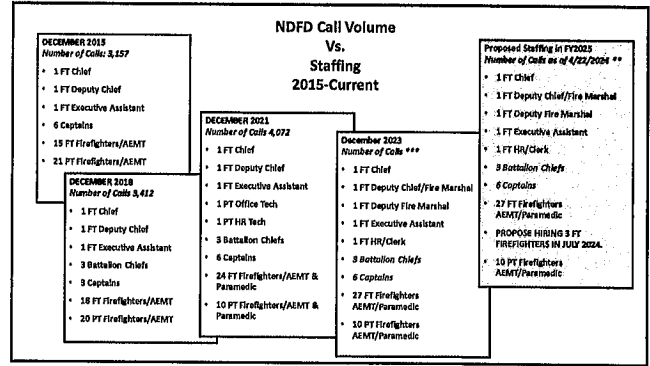 NDFD Call Volume
Vs.
Staffing
2015-Current
DECEMBER 2015
Number of Calls: 3,157
• 1 FT Chief
• 1 FT Deputy Chief
• 1 FT Executive Assistant
• 6 Captains
• 15 FT Firefighters/AEMT
• 21 PT Firefighters/AEMT
DECEMBER 2018
Number of Calls 3,412
• 1 FT Chief
• 1 FT Deputy Chief
• 1 FT Executive Assistant
• 3 Battalion Chiefs
• 9 Captains
• 18 FT Firefighters/AEMT
• 20 PT Firefighters/AEMT
DECEMBER 2021
Number of Calls 4,072
• 1 FT Chief
• 1 FT Deputy Chief
• 1 FT Executive Assistant
• 1 PT Office Tech
• 1 PT HR Tech
• 3 Battalion Chiefs
• 6 Captains
• 24 FT Firefighters/AEMT &
Paramedic
• 10 PT Firefighters/AEMT &
Paramedic
December 2023
Number of Calls ***
• 1 FT Chief
• 1 FT Deputy Chief/Fire Marshal
• 1 FT Deputy Fire Marshal
• 1 FT Executive Assistant
• 1 FT HR/Clerk
• 3 Battalion Chiefs
• 6 Captains
• 27 FT Firefighters
AEMT/Paramedic
• 10 PT Firefighters
AEMT/Paramedic
Proposed Staffing in FY2025
Number of Calls as of 4/22/2024 **
• 1 FT Chief
• 1 FT Deputy Chief/Fire Marshal
• 1 FT Deputy Fire Marshal
• 1 FT Executive Assistant
• 1 FT HR/Clerk
• 3 Battalion Chiefs
• 6 Captains
• 27 FT Firefighters
AEMT/Paramedic
• PROPOSE HIRING 3 FT
FIREFIGHTERS IN JULY 2024.
• 10 PT Firefighters
AEMT/Paramedic